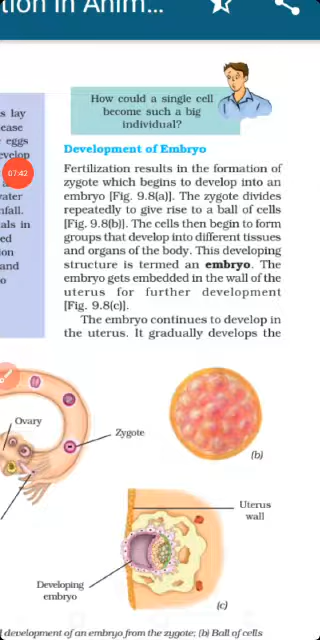 tion in Anim...
How could a single cell
become such a big
individual?
s lay
ease
eggs
evelop
07:42
water
nfall.
als in
ed
ion
and
o
Development of Embryo
Fertilization results in the formation of
zygote which begins to develop into an
embryo [Fig. 9.8(a)]. The zygote divides
repeatedly to give rise to a ball of cells
[Fig. 9.8(b)]. The cells then begin to form
groups that develop into different tissues
and organs of the body. This developing
structure is termed an embryo. The
embryo gets embedded in the wall of the
uterus for further development
[Fig. 9.8(c)].
The embryo continues to develop in
the uterus. It gradually develops the
Ovary
Zygote
(b)
Uterus
wall
Developing
embryo
(c)
l development of an embryo from the zygote; (b) Ball of cells